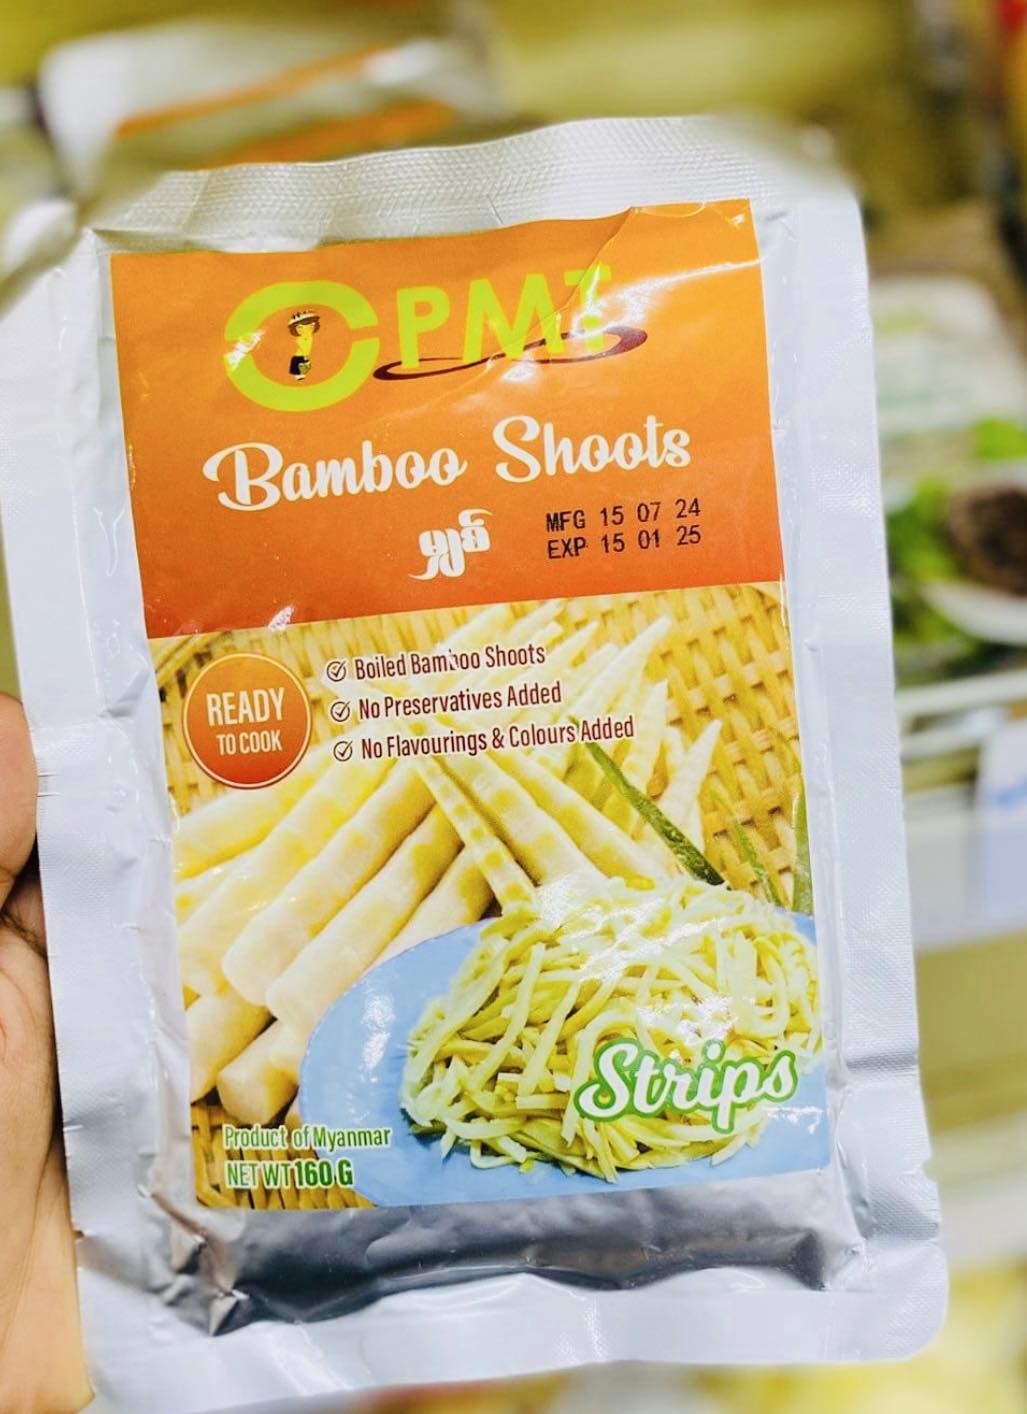 PMT
Bamboo Shoots
မျှစ်
MFG 15 07 24
EXP 15 01 25
READY
TO COOK
Boiled Bamboo Shoots
No Preservatives Added
No Flavourings & Colours Added
Strips
Product of Myanmar
NET WT 160 G